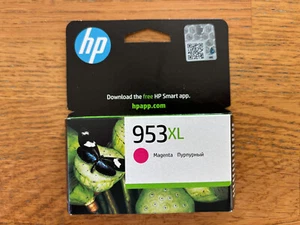 hp
Download the free HP Smart app.
hpapp.com
953XL
Magenta Пурпурный